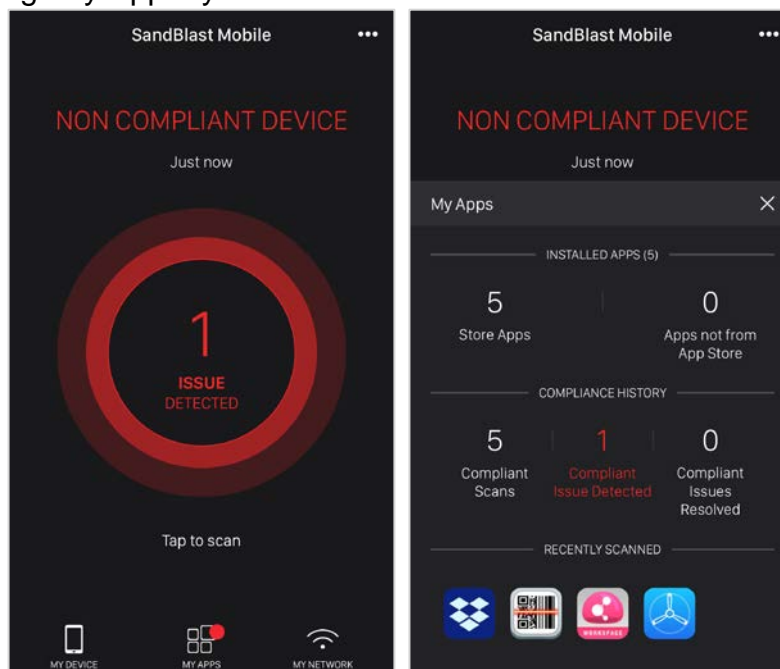 SandBlast Mobile
NON COMPLIANT DEVICE
Just now
1
ISSUE
DETECTED
Tap to scan
MY DEVICE
MY APPS
MY NETWORK
SandBlast Mobile
NON COMPLIANT DEVICE
Just now
My Apps
INSTALLED APPS (5)
5
Store Apps
0
Apps not from
App Store
COMPLIANCE HISTORY
5
Compliant
Scans
1
Compliant
Issue Detected
0
Compliant
Issues
Resolved
RECENTLY SCANNED
WORKSPACE